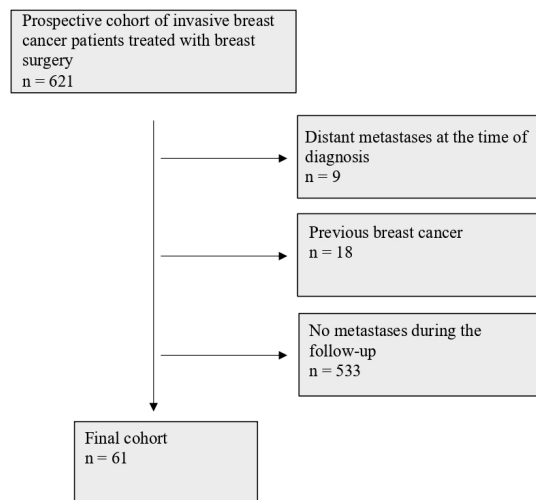 Prospective cohort of invasive breast
cancer patients treated with breast
surgery
n = 621
Distant metastases at the time of
diagnosis
n = 9
Previous breast cancer
n = 18
No metastases during the
follow-up
n = 533
Final cohort
n = 61